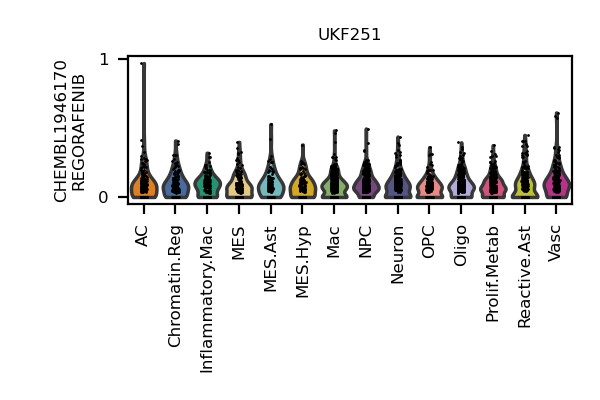 UKF251
CHEMBL1946170
REGORAFENIB
1
0
AC
Chromatin.Reg
Inflammatory.Mac
MES
MES.Ast
MES.Hyp
Mac
NPC
Neuron
OPC
Oligo
Prolif.Metab
Reactive.Ast
Vasc